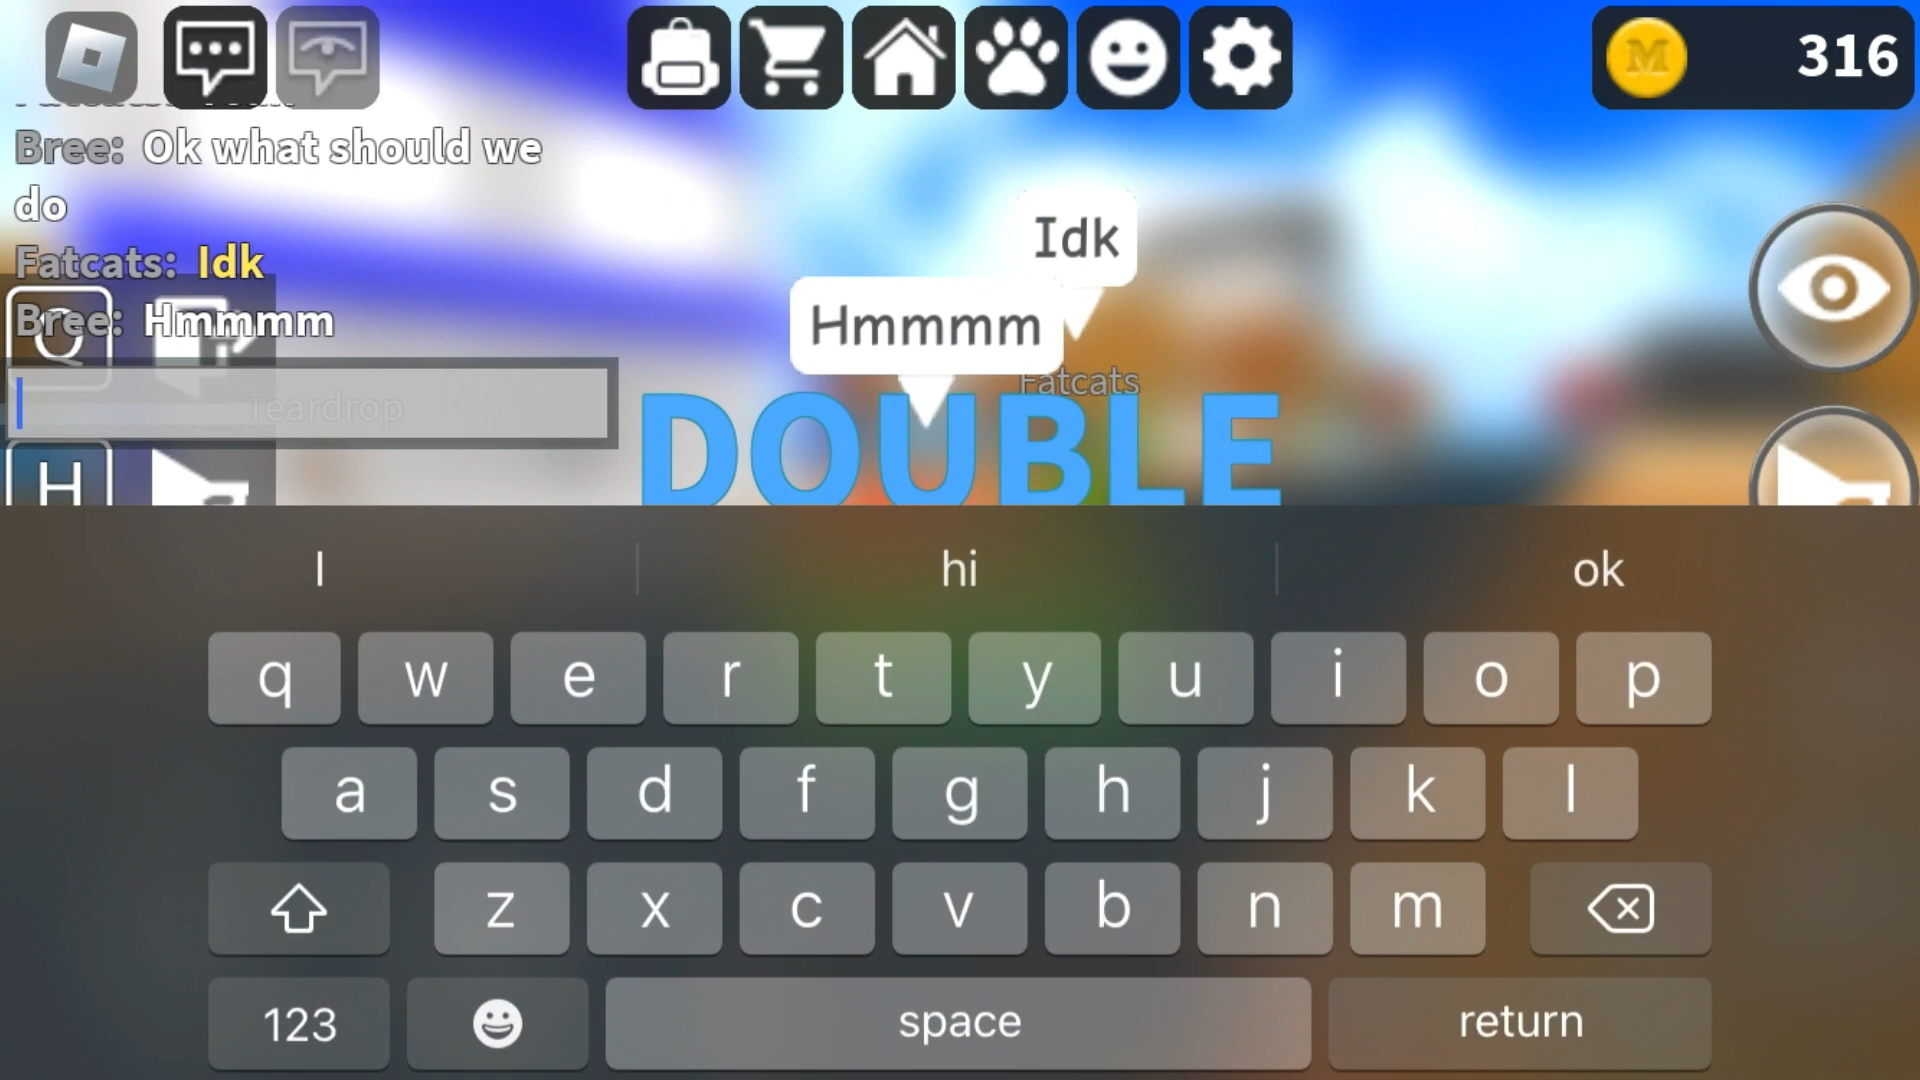 316
Bree: Ok what should we
do
Fatcats: Idk
Bree: Hmmmm
Idk
Hmmmm
Fatcats
Teardrop
DOUBLE
Q
H
M
I hi ok
q w e r t y u i o p
a s d f g h j k l
z x c v b n m
123 space return